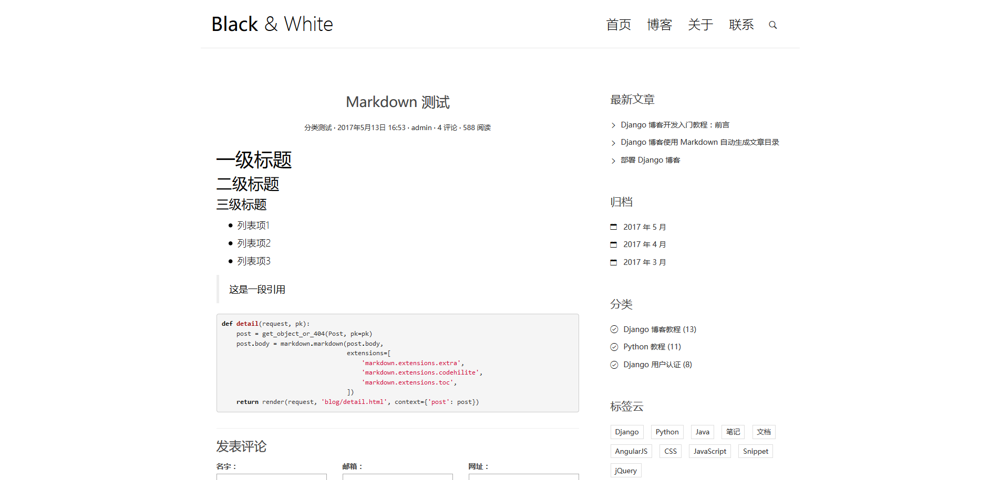 Black & White
首页 博客 关于 联系
Markdown 测试
分类测试 · 2017年5月13日 16:53 · admin · 4 评论 · 588 阅读
一级标题
二级标题
三级标题
列表项1
列表项2
列表项3
这是一段引用
def detail(request, pk):
    post = get_object_or_404(Post, pk=pk)
    post.body = markdown.markdown(post.body,
                                  extensions=[
                                      'markdown.extensions.extra',
                                      'markdown.extensions.codehilite',
                                      'markdown.extensions.toc',
                                  ])
    return render(request, 'blog/detail.html', context={'post': post})
发表评论
名字： 邮箱： 网址：
最新文章
Django 博客开发入门教程：前言
Django 博客使用 Markdown 自动生成文章目录
部署 Django 博客
归档
2017 年 5 月
2017 年 4 月
2017 年 3 月
分类
Django 博客教程 (13)
Python 教程 (11)
Django 用户认证 (8)
标签云
Django Python Java 笔记 文档
AngularJS CSS JavaScript Snippet
jQuery